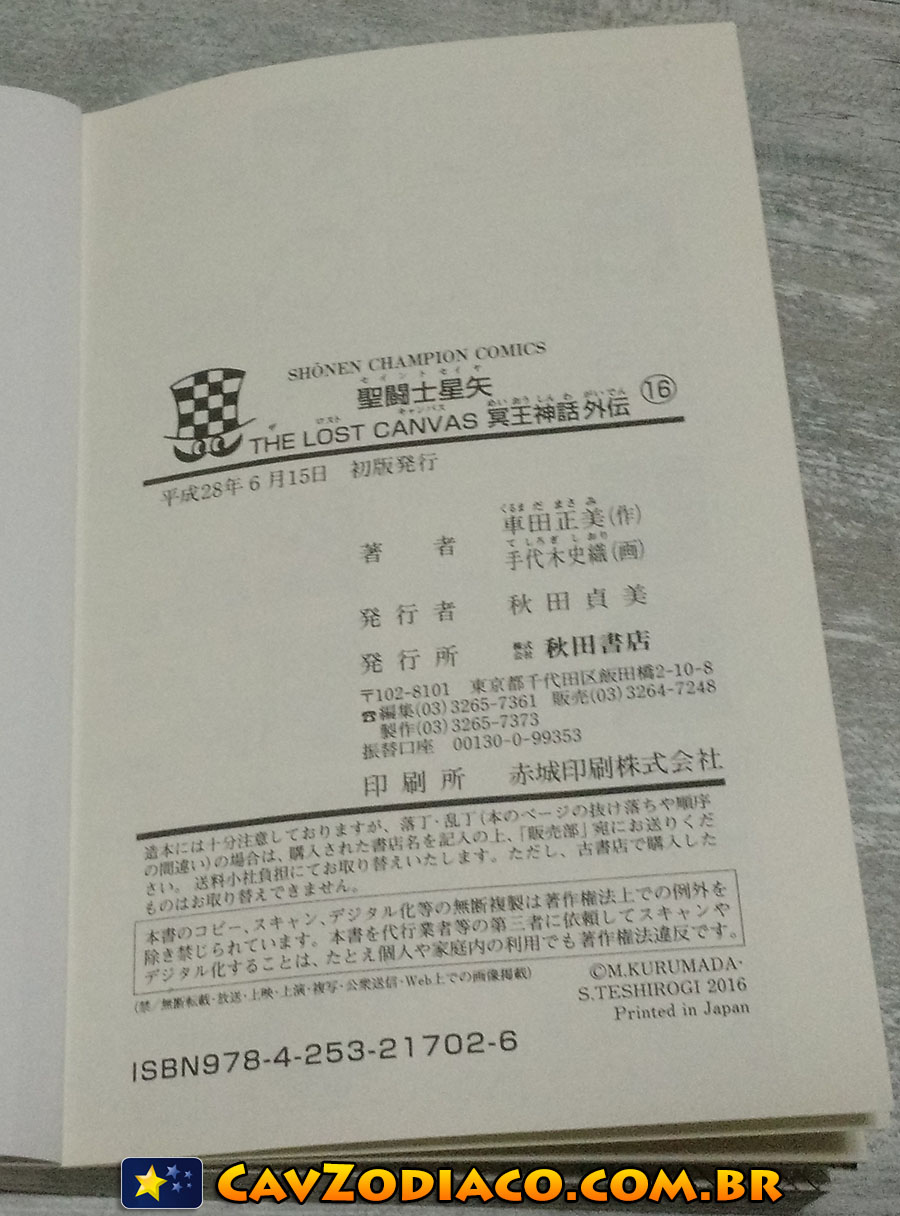 SHŌNEN CHAMPION COMICS
セイントセイヤ
聖闘士星矢
ザ ロスト キャンバス めいおうしんわ がいでん
THE LOST CANVAS 冥王神話 外伝 ⑯
平成28年6月15日 初版発行
くるまだ まさみ
著者 車田正美(作)
てしろぎ しおり
手代木史織(画)
発行者 秋田貞美
発行所 株式会社 秋田書店
〒102-8101 東京都千代田区飯田橋2-10-8
☎編集(03)3265-7361 販売(03)3264-7248
製作(03)3265-7373
振替口座 00130-0-99353
印刷所 赤城印刷株式会社
造本には十分注意しておりますが、落丁・乱丁(本のページの抜け落ちや順序
の間違い)の場合は、購入された書店名を記入の上、「販売部」宛にお送りくだ
さい。送料小社負担にてお取り替えいたします。ただし、古書店で購入した
ものはお取り替えできません。
本書のコピー、スキャン、デジタル化等の無断複製は著作権法上での例外を
除き禁じられています。本書を代行業者等の第三者に依頼してスキャンや
デジタル化することは、たとえ個人や家庭内の利用でも著作権法違反です。
(禁/無断転載・放送・上映・上演・複写・公衆送信・Web上での画像掲載)
©M.KURUMADA・
S.TESHIROGI 2016
Printed in Japan
ISBN978-4-253-21702-6
CAVZODIACO.COM.BR